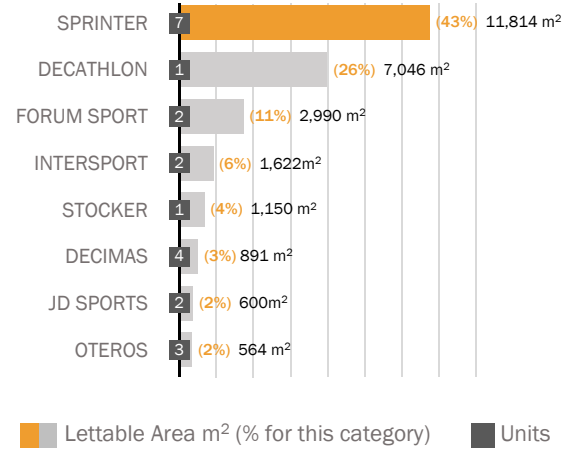 SPRINTER 7 (43%) 11,814 m²
DECATHLON 1 (26%) 7,046 m²
FORUM SPORT 2 (11%) 2,990 m²
INTERSPORT 2 (6%) 1,622m²
STOCKER 1 (4%) 1,150 m²
DECIMAS 4 (3%) 891 m²
JD SPORTS 2 (2%) 600m²
OTEROS 3 (2%) 564 m²
Lettable Area m² (% for this category) Units